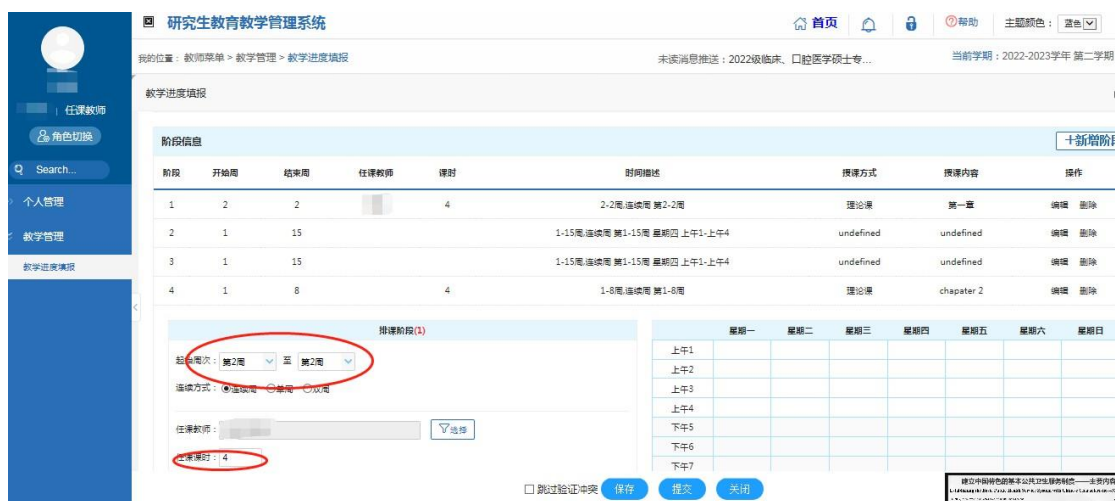 研究生教育教学管理系统
首页
帮助
主题颜色：
蓝色
我的位置：教师菜单 > 教学管理 > 教学进度填报
未读消息推送：2022级临床、口腔医学硕士专...
当前学期：2022-2023学年 第二学期
| 任课教师
角色切换
Search...
个人管理
教学管理
教学进度填报
教学进度填报
阶段信息
十新增阶段
阶段 开始周 结束周 任课教师 课时 时间描述 授课方式 授课内容 操作
1 2 2 4 2-2周,连续周 第2-2周 理论课 第一章 编辑 删除
2 1 15 1-15周,连续周 第1-15周 星期四 上午1-上午4 undefined undefined 编辑 删除
3 1 15 1-15周,连续周 第1-15周 星期四 上午1-上午4 undefined undefined 编辑 删除
4 1 8 4 1-8周,连续周 第1-8周 理论课 chapater 2 编辑 删除
排课阶段(1)
起始周次：第2周 至 第2周
连续方式：连续周 单周 双周
任课教师：
选择
任课课时：4
星期一 星期二 星期三 星期四 星期五 星期六 星期日
上午1
上午2
上午3
上午4
下午5
下午6
下午7
跳过验证冲突 保存 提交 关闭
建立中国特色的基本公共卫生服务制度——主要内容